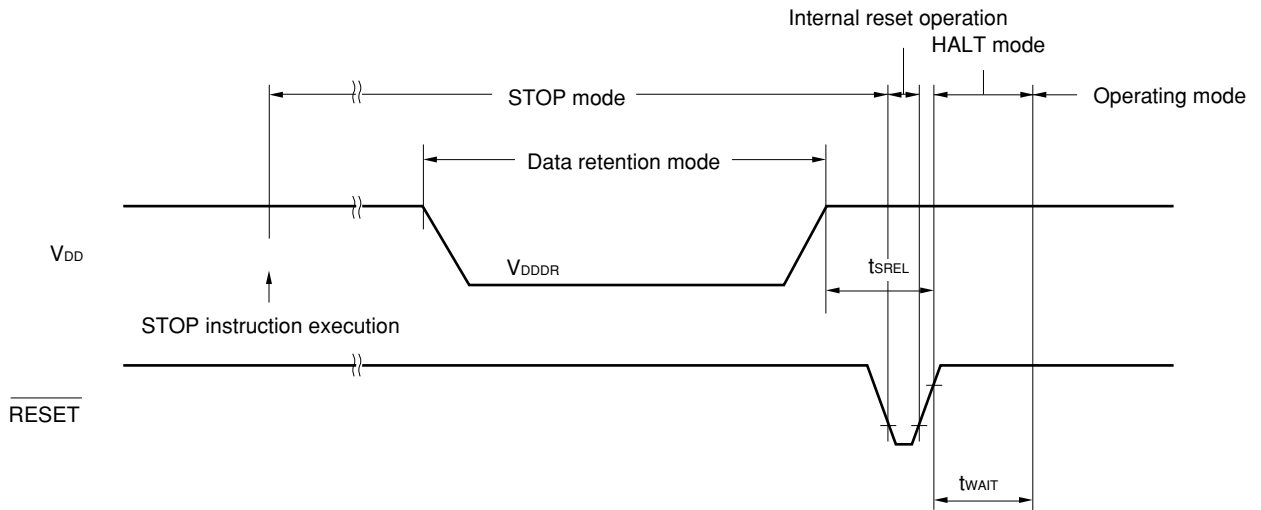 Internal reset operation
HALT mode
STOP mode
Operating mode
Data retention mode
VDD
VDDDR
tSREL
STOP instruction execution
RESET
tWAIT